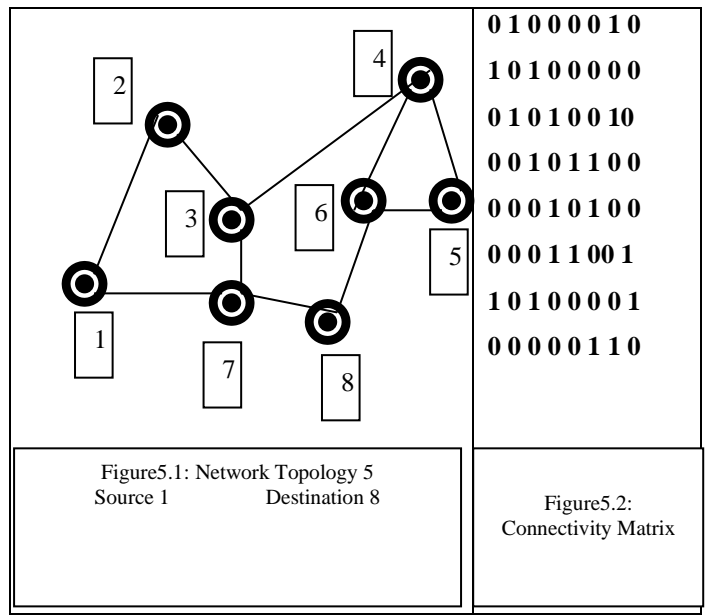 2
4
3
6
5
1
7
8
0 1 0 0 0 0 1 0
1 0 1 0 0 0 0 0
0 1 0 1 0 0 10
0 0 1 0 1 1 0 0
0 0 0 1 0 1 0 0
0 0 0 1 1 00 1
1 0 1 0 0 0 0 1
0 0 0 0 0 1 1 0
Figure5.1: Network Topology 5
Source 1 Destination 8
Figure5.2:
Connectivity Matrix